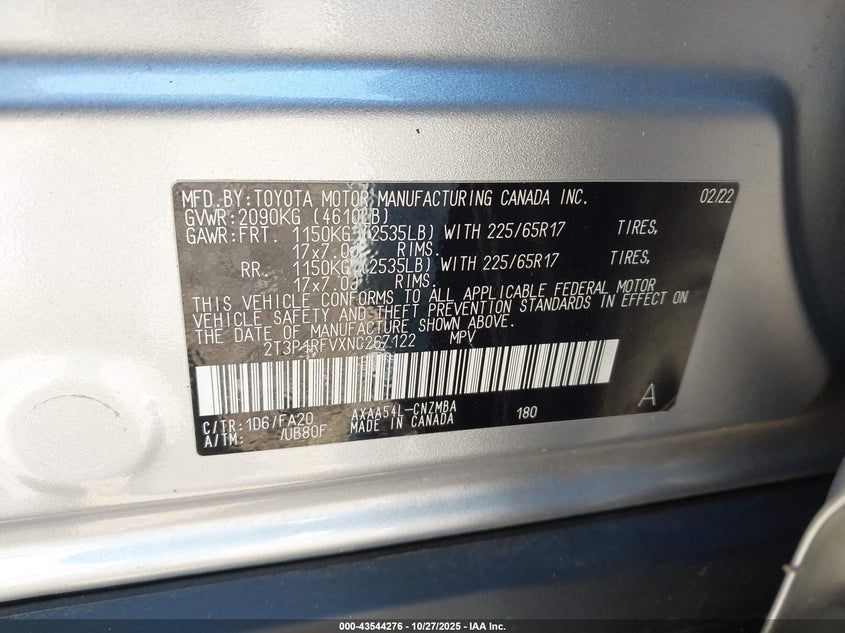 MFD.BY:TOYOTA MOTOR MANUFACTURING CANADA INC. 02/22
GVWR:2090KG (4610LB)
GAWR:FRT. 1150KG (2535LB) WITH 225/65R17 TIRES,
17x7.0J RIMS.
RR. 1150KG (2535LB) WITH 225/65R17 TIRES,
17x7.0J RIMS.
THIS VEHICLE CONFORMS TO ALL APPLICABLE FEDERAL MOTOR
VEHICLE SAFETY AND THEFT PREVENTION STANDARDS IN EFFECT ON
THE DATE OF MANUFACTURE SHOWN ABOVE.
2T3P1RFVXNC267122 MPV
C/TR:1D6/FA20 AXAA54L-CNZMBA 180 A
A/TM: /UB80F MADE IN CANADA
000-43544276 | 10/27/2025 – IAA Inc.